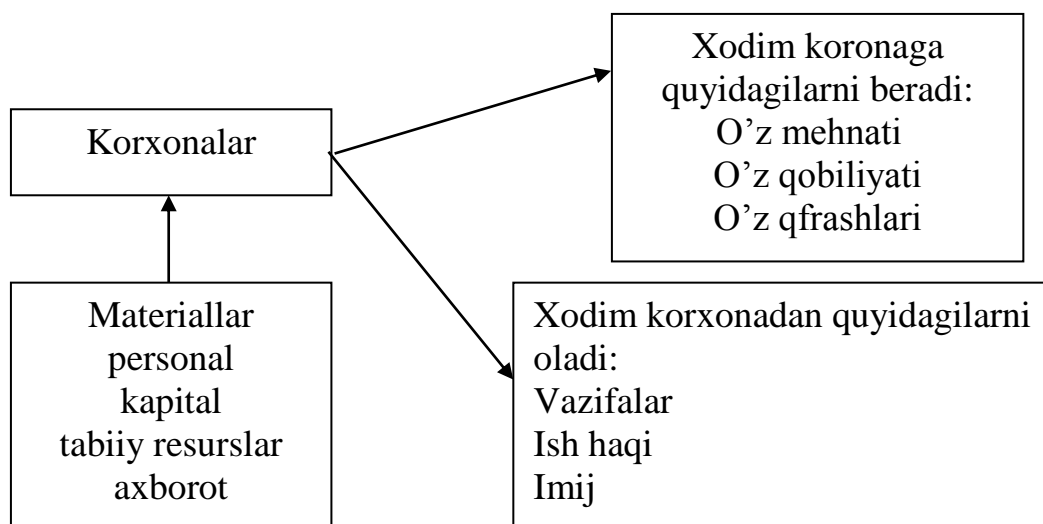 Korxonalar
Xodim koronaga
quyidagilarni beradi:
O’z mehnati
O’z qobiliyati
O’z qfrashlari
Materiallar
personal
kapital
tabiiy resurslar
axborot
Xodim korxonadan quyidagilarni
oladi:
Vazifalar
Ish haqi
Imij